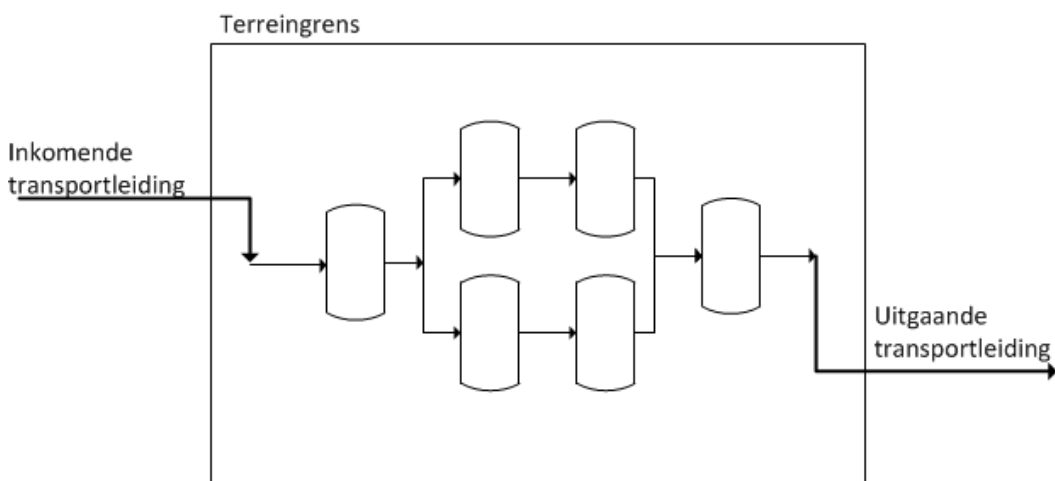 Terreingrens
Inkomende
transportleiding
Uitgaande
transportleiding